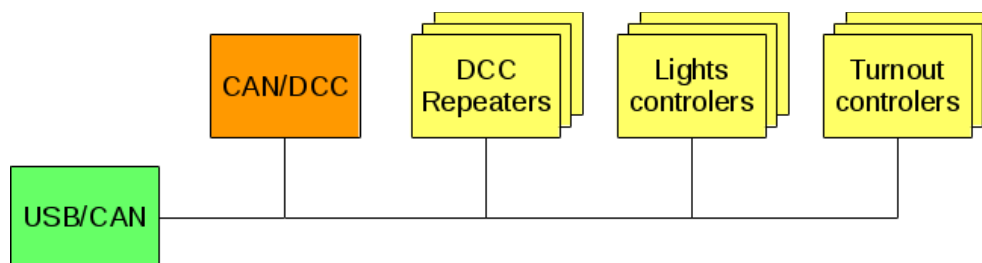 CAN/DCC
DCC
Repeaters
Lights
controlers
Turnout
controlers
USB/CAN